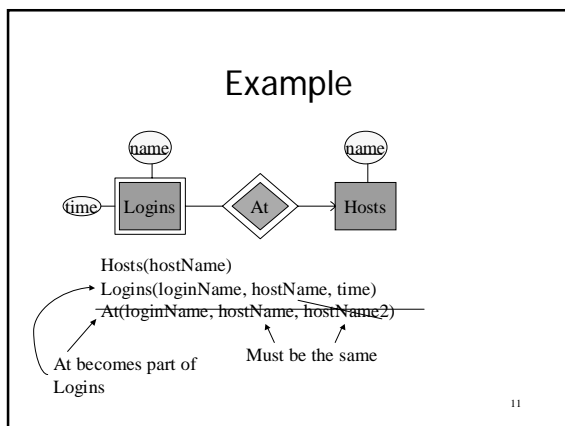 Example
name
name
time
Logins
At
Hosts
Hosts(hostName)
Logins(loginName, hostName, time)
At(loginName, hostName, hostName2)
Must be the same
At becomes part of
Logins
11